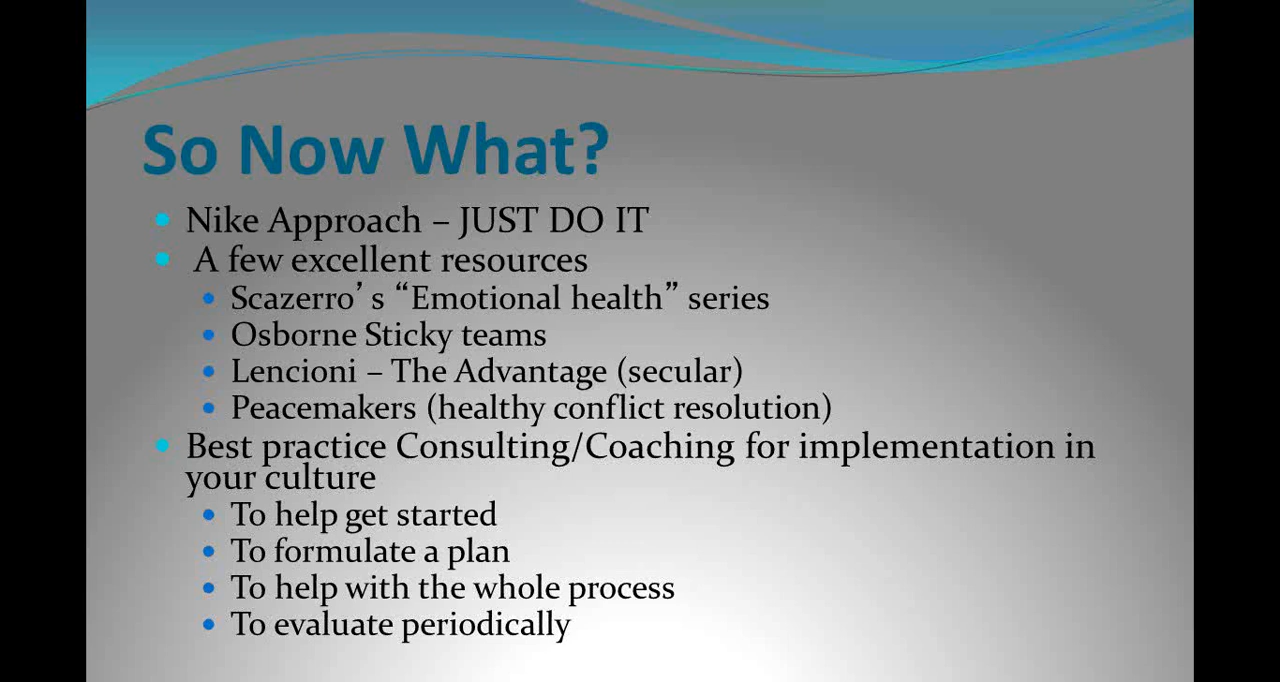 So Now What?
• Nike Approach – JUST DO IT
• A few excellent resources
• Scazerro’s “Emotional health” series
• Osborne Sticky teams
• Lencioni – The Advantage (secular)
• Peacemakers (healthy conflict resolution)
• Best practice Consulting/Coaching for implementation in
your culture
• To help get started
• To formulate a plan
• To help with the whole process
• To evaluate periodically